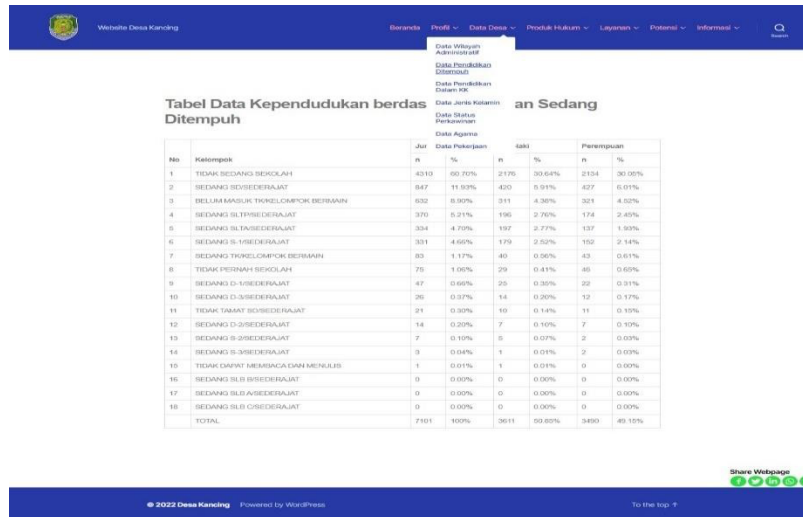 Website Desa Kancing
Beranda Profil Data Desa Produk Hukum Layanan Potensi Informasi
Search
Data Wilayah
Administratif
Data Pendidikan
Ditempuh
Data Pendidikan
Dalam KK
Data Jenis Kelamin
Data Status
Perkawinan
Data Agama
Data Pekerjaan
Tabel Data Kependudukan berdas an Sedang
Ditempuh
Jur laki Perempuan
No Kelompok n % n % n %
1 TIDAK SEDANG SEKOLAH 4310 60.70% 2176 30.64% 2134 30.05%
2 SEDANG SD/SEDERAJAT 847 11.93% 420 5.91% 427 6.01%
3 BELUM MASUK TK/KELOMPOK BERMAIN 632 8.90% 311 4.38% 321 4.52%
4 SEDANG SLTP/SEDERAJAT 370 5.21% 196 2.76% 174 2.45%
5 SEDANG SLTA/SEDERAJAT 334 4.70% 197 2.77% 137 1.93%
6 SEDANG S-1/SEDERAJAT 331 4.66% 179 2.52% 152 2.14%
7 SEDANG TK/KELOMPOK BERMAIN 83 1.17% 40 0.56% 43 0.61%
8 TIDAK PERNAH SEKOLAH 75 1.06% 29 0.41% 46 0.65%
9 SEDANG D-1/SEDERAJAT 47 0.66% 25 0.35% 22 0.31%
10 SEDANG D-3/SEDERAJAT 26 0.37% 14 0.20% 12 0.17%
11 TIDAK TAMAT SD/SEDERAJAT 21 0.30% 10 0.14% 11 0.15%
12 SEDANG D-2/SEDERAJAT 14 0.20% 7 0.10% 7 0.10%
13 SEDANG S-2/SEDERAJAT 7 0.10% 5 0.07% 2 0.03%
14 SEDANG S-3/SEDERAJAT 3 0.04% 1 0.01% 2 0.03%
15 TIDAK DAPAT MEMBACA DAN MENULIS 1 0.01% 1 0.01% 0 0.00%
16 SEDANG SLB B/SEDERAJAT 0 0.00% 0 0.00% 0 0.00%
17 SEDANG SLB A/SEDERAJAT 0 0.00% 0 0.00% 0 0.00%
18 SEDANG SLB C/SEDERAJAT 0 0.00% 0 0.00% 0 0.00%
TOTAL 7101 100% 3611 50.85% 3490 49.15%
Share Webpage
© 2022 Desa Kancing Powered by WordPress To the top ↑